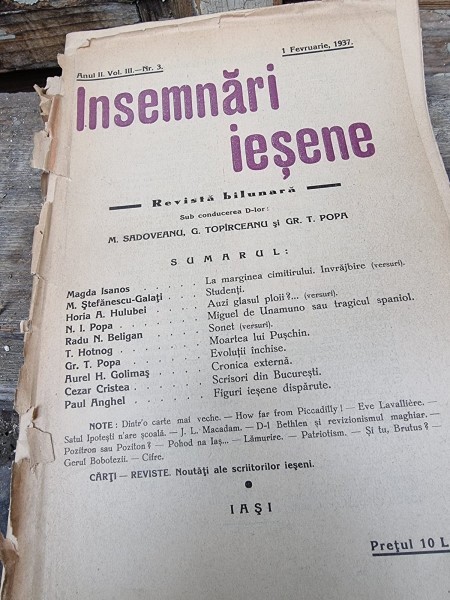 Anul II. Vol. III.—Nr. 3.
1 Fevruarie, 1937.
Insemnări
ieşene
Revistă bilunară
Sub conducerea D-lor:
M. SADOVEANU, G. TOPÎRCEANU şi GR. T. POPA
SUMARUL:
Magda Isanos . . . . . La marginea cimitirului. Invrăjbire (versuri).
M. Ştefănescu-Galaţi . . . Studenţi.
Horia A. Hulubei . . . . Auzi glasul ploii?... (versuri).
N. I. Popa . . . . . . Miguel de Unamuno sau tragicul spaniol.
Radu N. Beligan . . . . Sonet (versuri).
T. Hotnog . . . . . . Moartea lui Puşchin.
Gr. T. Popa . . . . . . Evoluţii închise.
Aurel H. Golimaş . . . . Cronica externă.
Cezar Cristea . . . . . Scrisori din Bucureşti.
Paul Anghel . . . . . . Figuri ieşene dispărute.
NOTE: Dintr'o carte mai veche. — How far from Piccadilly! — Eve Lavallière. —
Satul Ipoteşti n'are şcoală. — J. L. Macadam. — D-l Bethlen şi revizionismul maghiar. —
Pozitron sau Poziton? — Pohod na Iaş... — Lămurire. — Patriotism. — Şi tu, Brutus? —
Gerul Bobotezii. — Cifre.
CĂRŢI — REVISTE. Noutăţi ale scriitorilor ieşeni.
IAŞI
Preţul 10 L